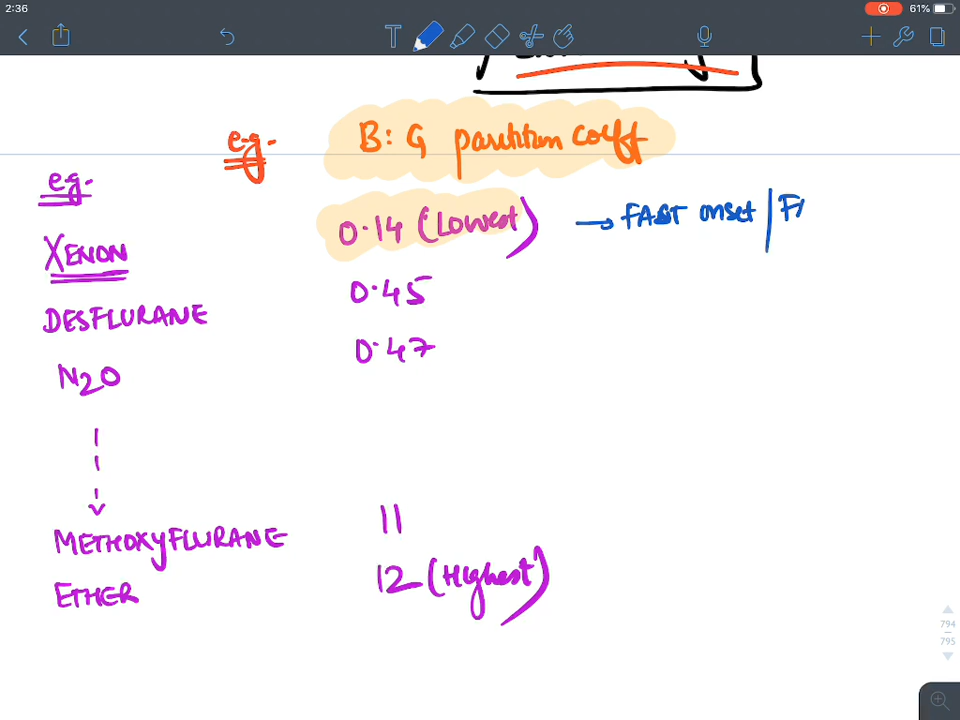 2:36
61%
T
e.g. B:G partition coeff
e.g.
XENON 0.14 (Lowest) → FAST onset | FA
DESFLURANE 0.45
N2O 0.47
METHOXYFLURANE 11
ETHER 12 (Highest)
794
795